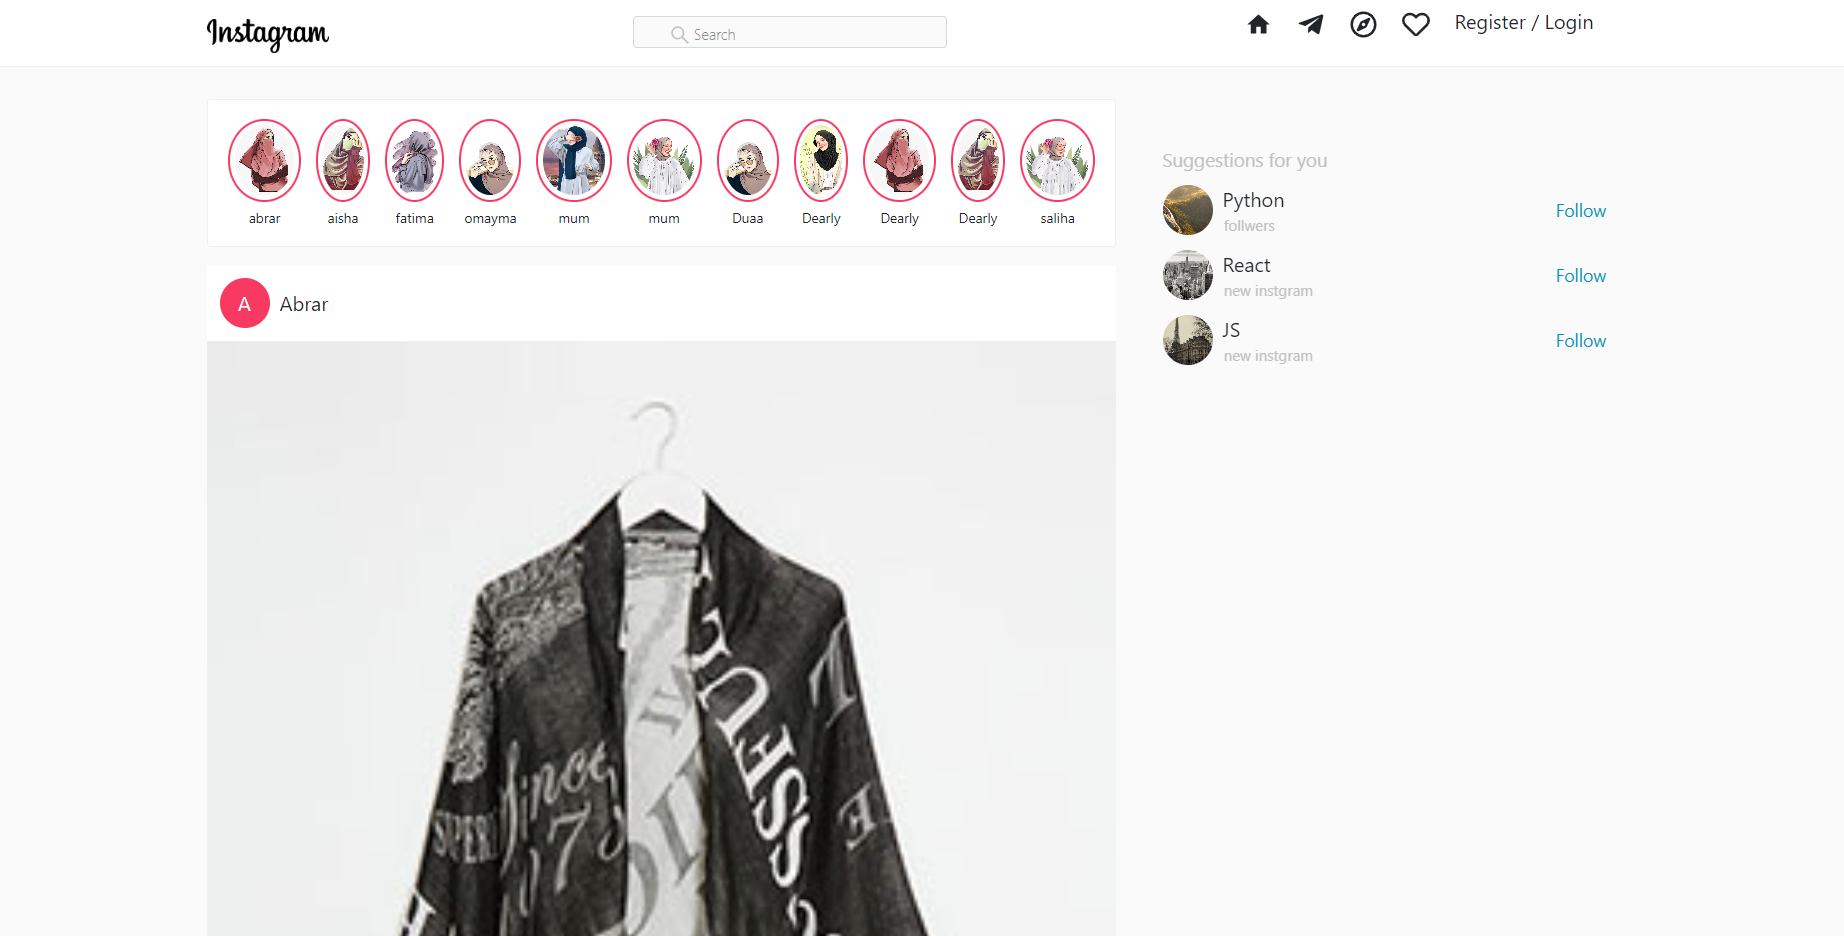 Instagram
Search
Register / Login
abrar
aisha
fatima
omayma
mum
mum
Duaa
Dearly
Dearly
Dearly
saliha
Suggestions for you
Python
follwers
Follow
React
new instgram
Follow
JS
new instgram
Follow
A
Abrar
Since